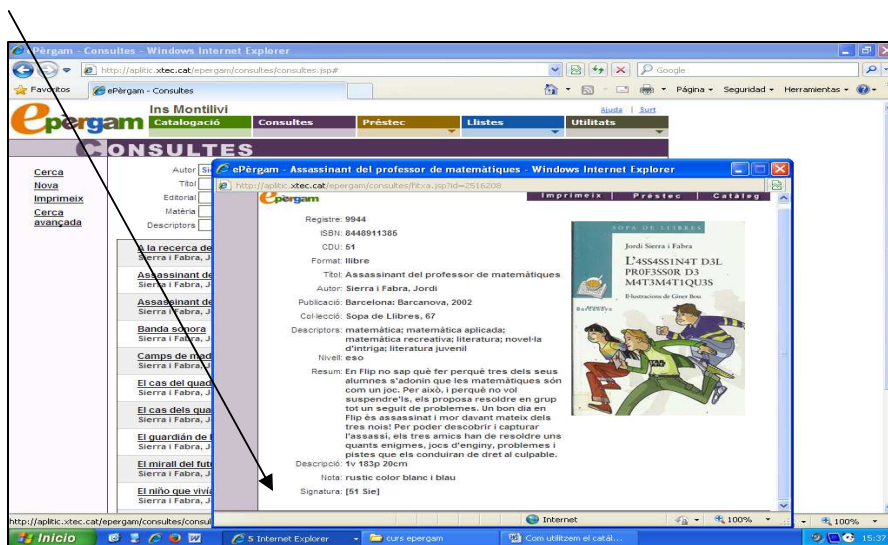 ePèrgam - Consultes - Windows Internet Explorer
http://aplitic.xtec.cat/epergam/consultes/consultes.jsp#
Google
Favoritos
ePèrgam - Consultes
Página
Seguridad
Herramientas
Ins Montilivi
Ajuda | Surt
epèrgam
Catalogació
Consultes
Préstec
Llistes
Utilitats
CONSULTES
Cerca
Nova
Imprimeix
Cerca
avançada
Autor
Títol
Editorial
Matèria
Descriptors
A la recerca de
Sierra i Fabra, J
Assassinant de
Sierra i Fabra, J
Assassinant de
Sierra i Fabra, J
Banda sonora
Sierra i Fabra, J
Camps de mad
Sierra i Fabra, J
El cas del quad
Sierra i Fabra, J
El cas dels qua
Sierra i Fabra, J
El guardián de
Sierra i Fabra, J
El mirall del fut
Sierra i Fabra, J
El niño que viví
Sierra i Fabra, J
ePèrgam - Assassinant del professor de matemàtiques - Windows Internet Explorer
http://aplitic.xtec.cat/epergam/consultes/fitxa.jsp?id=2516208
epèrgam
Imprimeix | Préstec | Catàleg
Registre: 9944
ISBN: 8448911385
CDU: 51
Format: llibre
Títol: Assassinant del professor de matemàtiques
Autor: Sierra i Fabra, Jordi
Publicació: Barcelona: Barcanova, 2002
Col·lecció: Sopa de Llibres, 67
Descriptors: matemàtica; matemàtica aplicada;
matemàtica recreativa; literatura; novel·la
d'intriga; literatura juvenil
Nivell: eso
Resum: En Flip no sap què fer perquè tres dels seus
alumnes s'adonin que les matemàtiques són
com un joc. Per això, i perquè no vol
suspendre'ls, els proposa resoldre en grup
tot un seguit de problemes. Un bon dia en
Flip és assassinat i mor davant mateix dels
tres nois! Per poder descobrir i capturar
l'assassí, els tres amics han de resoldre uns
quants enigmes, jocs d'enginy, problemes i
pistes que els conduiran de dret al culpable.
Descripció: 1v 183p 20cm
Nota: rustic color blanc i blau
Signatura: [51 Sie]
SOPA DE LLIBRES
Jordi Sierra i Fabra
L'4SS4SS1N4T D3L
PR0F3SS0R D3
M4T3M4T1QU3S
Il·lustracions de Giner Bou
Barcanova
Internet
100%
http://aplitic.xtec.cat/epergam/consultes/consul
100%
Inicio
5 Internet Explorer
curs epergam
Com utilitzem el catàl...
15:37